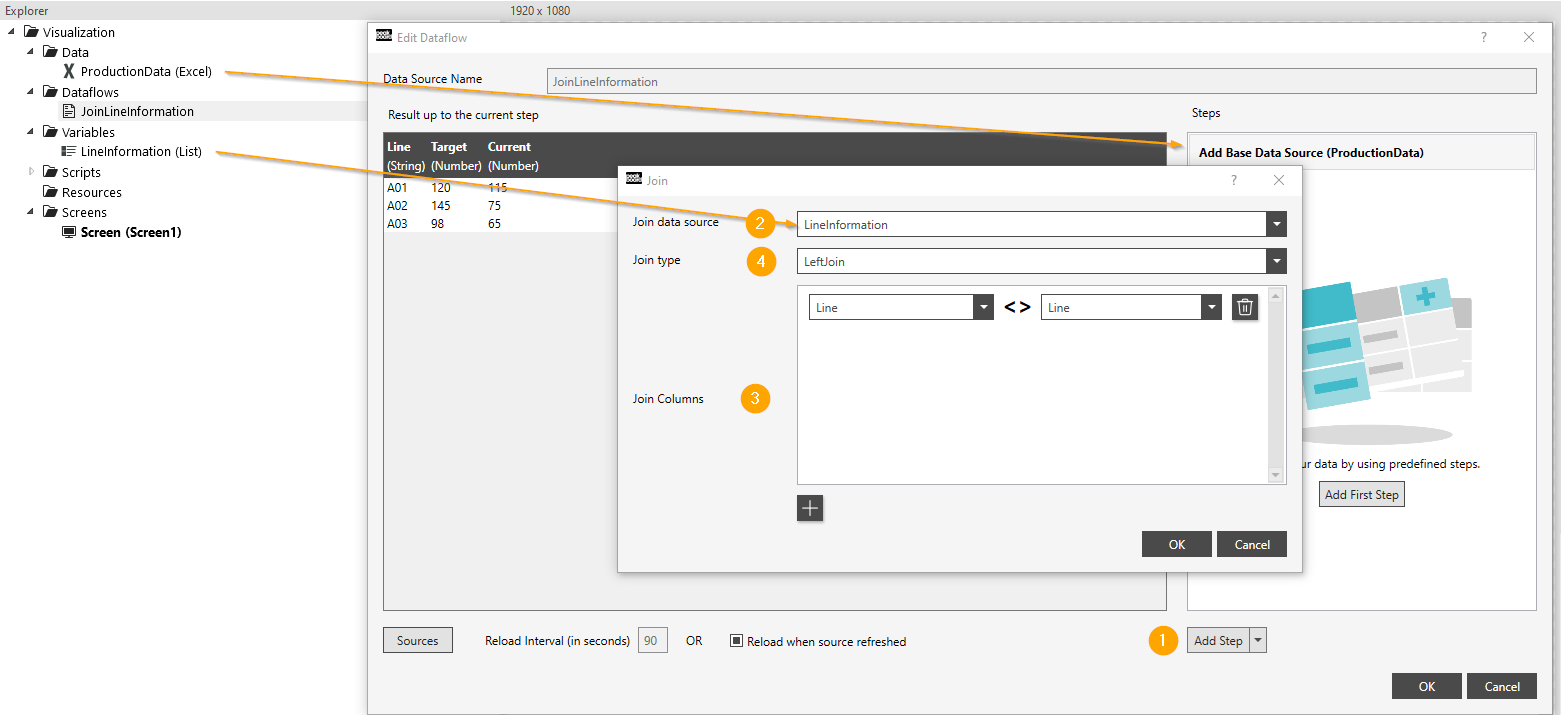 Explorer
1920 x 1080
Visualization
Data
ProductionData (Excel)
Dataflows
JoinLineInformation
Variables
LineInformation (List)
Scripts
Resources
Screens
Screen (Screen1)
peak board Edit Dataflow ?
Data Source Name JoinLineInformation
Result up to the current step
Line Target Current
(String) (Number) (Number)
A01 120 115
A02 145 75
A03 98 65
Steps
Add Base Data Source (ProductionData)
peak board Join ?
Join data source 2 LineInformation
Join type 4 LeftJoin
Line <> Line
Join Columns 3
OK Cancel
ur data by using predefined steps.
Add First Step
Sources Reload Interval (in seconds) 90 OR Reload when source refreshed
1 Add Step
OK Cancel